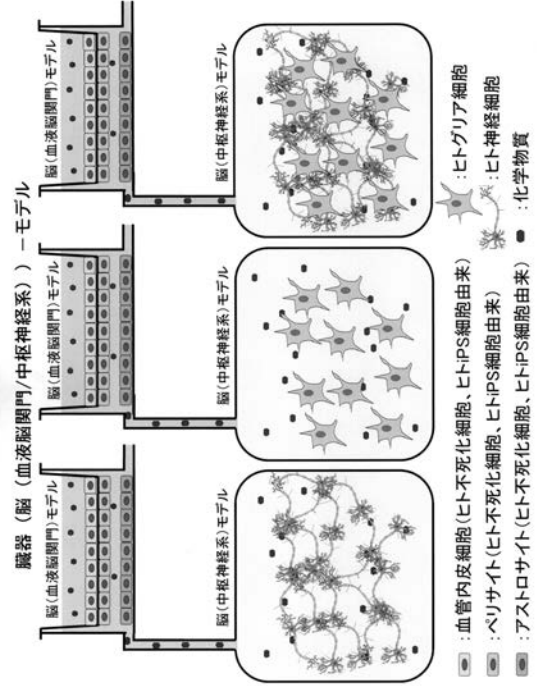 臓器（脳（血液脳関門/中枢神経系））－モデル
脳（血液脳関門）モデル
脳（中枢神経系）モデル
脳（血液脳関門）モデル
脳（中枢神経系）モデル
脳（血液脳関門）モデル
脳（中枢神経系）モデル
:血管内皮細胞（ヒト不死化細胞、ヒトiPS細胞由来）
:ペリサイト（ヒト不死化細胞、ヒトiPS細胞由来）
:アストロサイト（ヒト不死化細胞、ヒトiPS細胞由来）
:ヒトグリア細胞
:ヒト神経細胞
:化学物質